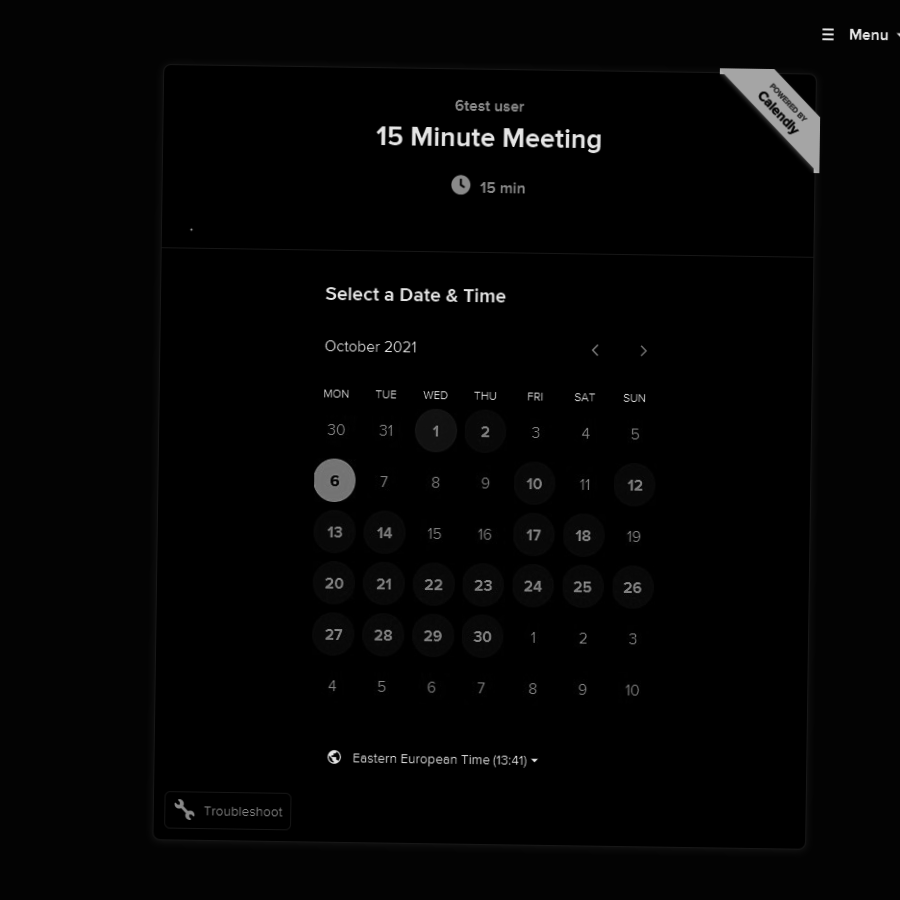 Menu
POWERED BY
Calendly
6test user
15 Minute Meeting
15 min
.
Select a Date & Time
October 2021
MON TUE WED THU FRI SAT SUN
30 31 1 2 3 4 5
6 7 8 9 10 11 12
13 14 15 16 17 18 19
20 21 22 23 24 25 26
27 28 29 30 1 2 3
4 5 6 7 8 9 10
Eastern European Time (13:41)
Troubleshoot